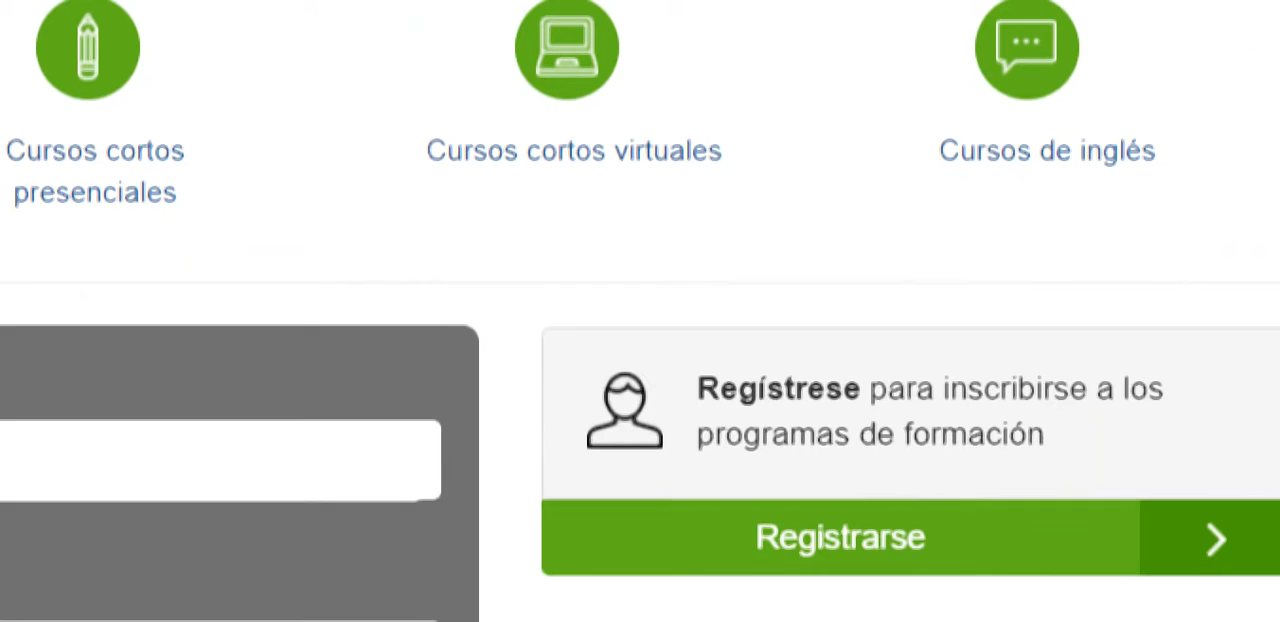 Cursos cortos
presenciales
Cursos cortos virtuales
Cursos de inglés
Regístrese para inscribirse a los
programas de formación
Registrarse